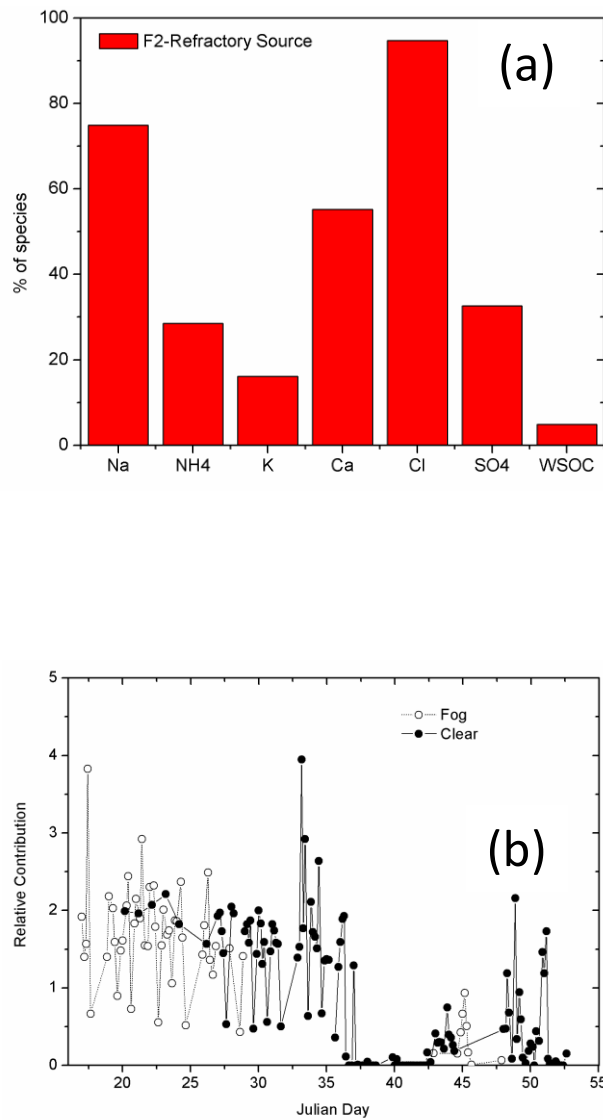 100
F2-Refractory Source
(a)
80
60
% of species
40
20
0
Na NH4 K Ca Cl SO4 WSOC
5
Fog
Clear
4
(b)
3
Relative Contribution
2
1
0
20 25 30 35 40 45 50 55
Julian Day